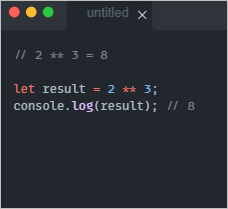 untitled
// 2 ** 3 = 8
let result = 2 ** 3;
console.log(result); // 8